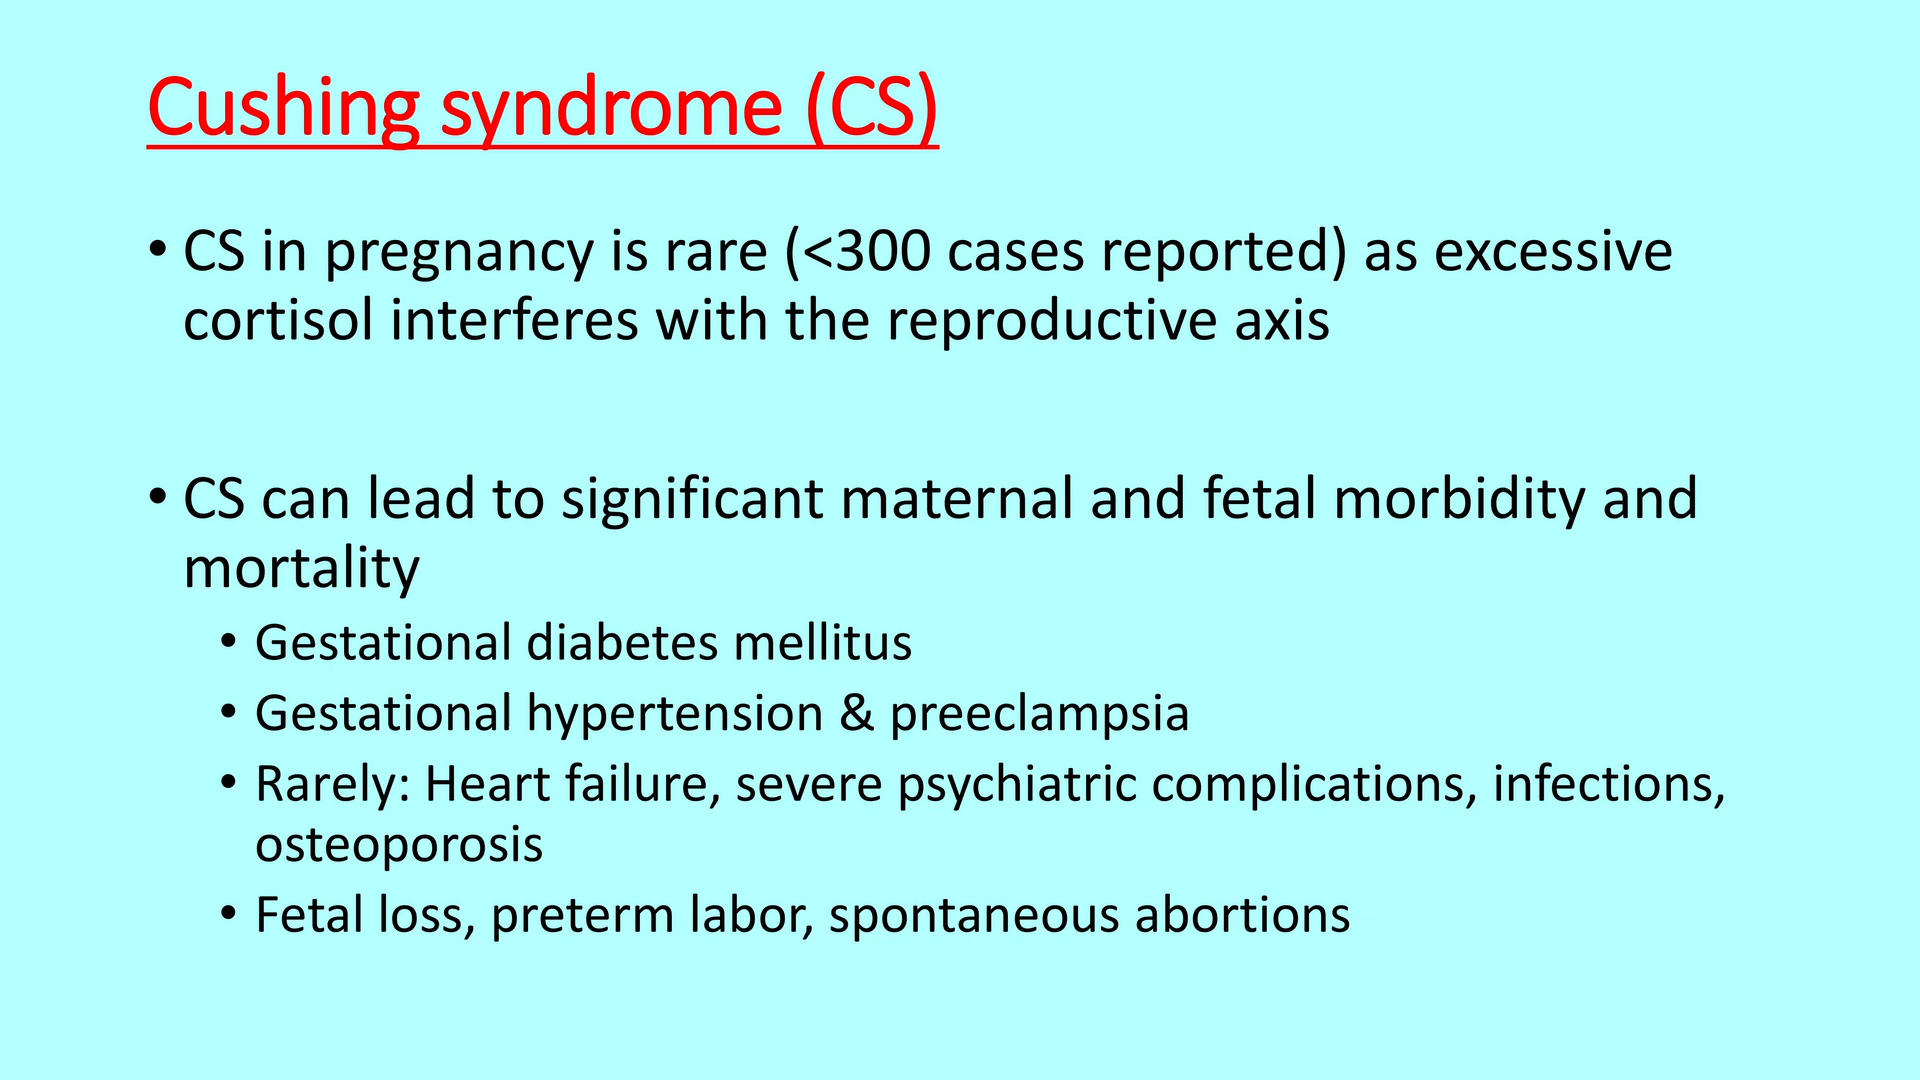 Cushing syndrome (CS)
• CS in pregnancy is rare (<300 cases reported) as excessive
cortisol interferes with the reproductive axis
• CS can lead to significant maternal and fetal morbidity and
mortality
• Gestational diabetes mellitus
• Gestational hypertension & preeclampsia
• Rarely: Heart failure, severe psychiatric complications, infections,
osteoporosis
• Fetal loss, preterm labor, spontaneous abortions